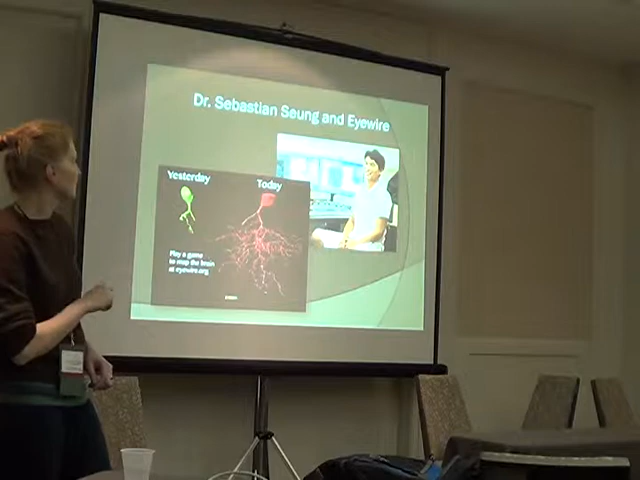 Dr. Sebastian Seung and Eyewire
Yesterday
Today
Play a game
to map the brain
at eyewire.org